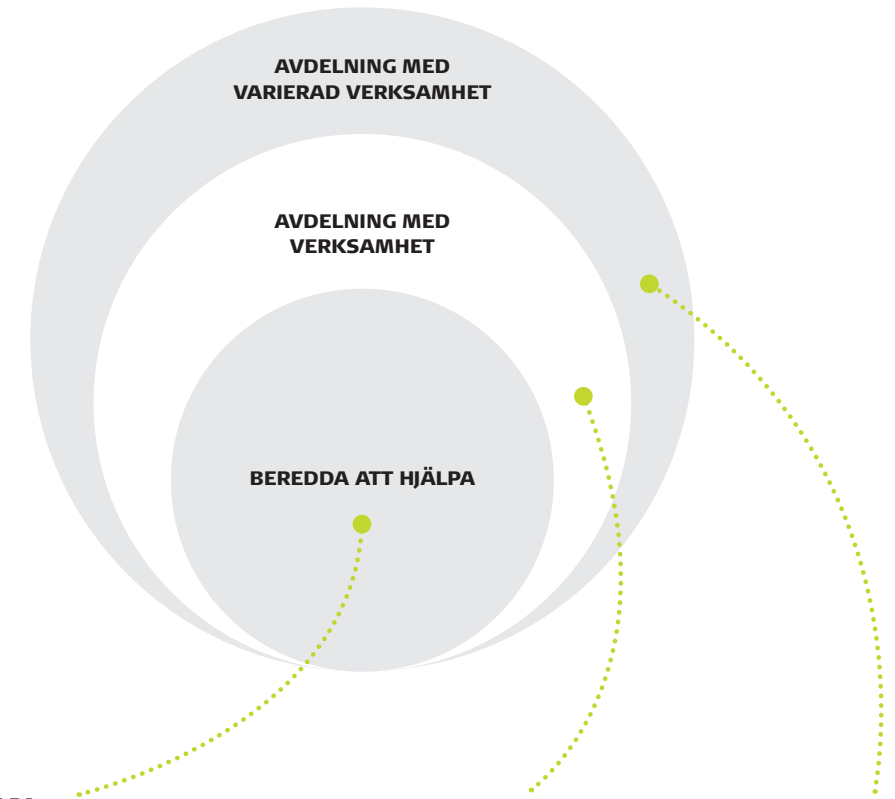 AVDELNING MED
VARIERAD VERKSAMHET
AVDELNING MED
VERKSAMHET
BEREDDA ATT HJÄLPA